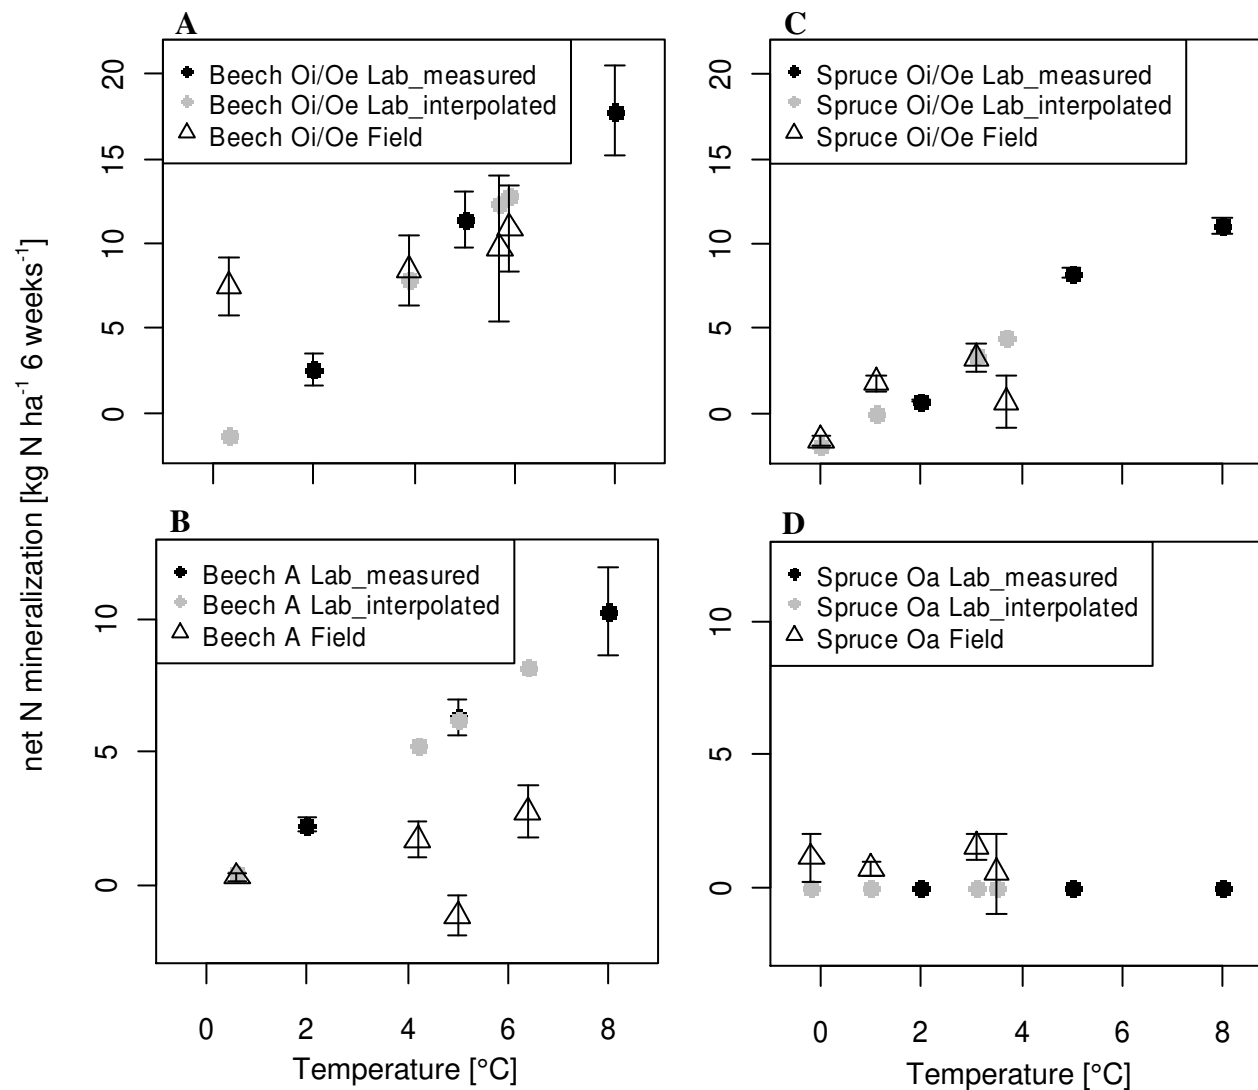 A
Beech Oi/Oe Lab_measured
Beech Oi/Oe Lab_interpolated
Beech Oi/Oe Field
20
15
10
5
0
C
Spruce Oi/Oe Lab_measured
Spruce Oi/Oe Lab_interpolated
Spruce Oi/Oe Field
20
15
10
5
0
net N mineralization [kg N ha⁻¹ 6 weeks⁻¹]
B
Beech A Lab_measured
Beech A Lab_interpolated
Beech A Field
10
5
0
0 2 4 6 8
Temperature [°C]
D
Spruce Oa Lab_measured
Spruce Oa Lab_interpolated
Spruce Oa Field
10
5
0
0 2 4 6 8
Temperature [°C]